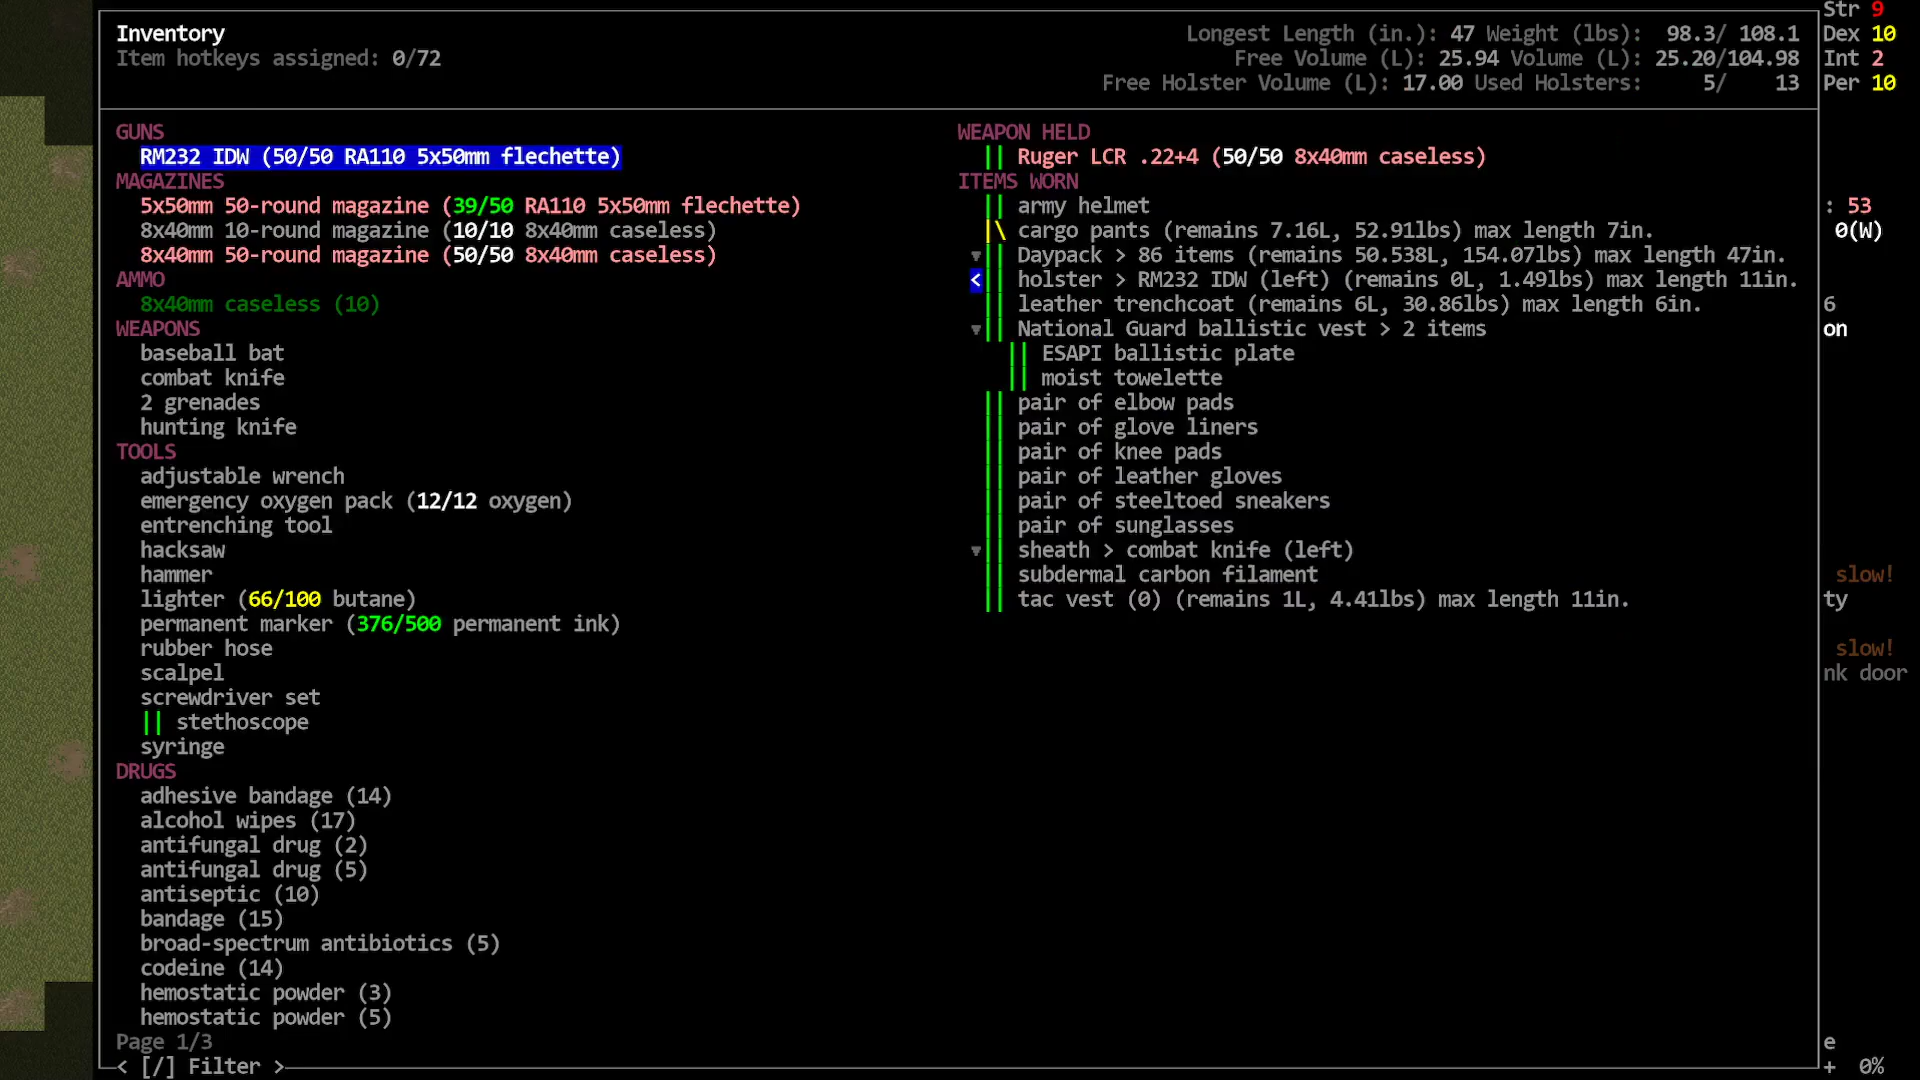 Inventory
Item hotkeys assigned: 0/72
Longest Length (in.): 47 Weight (lbs): 98.3/ 108.1
Free Volume (L): 25.94 Volume (L): 25.20/104.98
Free Holster Volume (L): 17.00 Used Holsters: 5/ 13
Str 9
Dex 10
Int 2
Per 10
GUNS
RM232 IDW (50/50 RA110 5x50mm flechette)
MAGAZINES
5x50mm 50-round magazine (39/50 RA110 5x50mm flechette)
8x40mm 10-round magazine (10/10 8x40mm caseless)
8x40mm 50-round magazine (50/50 8x40mm caseless)
AMMO
8x40mm caseless (10)
WEAPONS
baseball bat
combat knife
2 grenades
hunting knife
TOOLS
adjustable wrench
emergency oxygen pack (12/12 oxygen)
entrenching tool
hacksaw
hammer
lighter (66/100 butane)
permanent marker (376/500 permanent ink)
rubber hose
scalpel
screwdriver set
|| stethoscope
syringe
DRUGS
adhesive bandage (14)
alcohol wipes (17)
antifungal drug (2)
antifungal drug (5)
antiseptic (10)
bandage (15)
broad-spectrum antibiotics (5)
codeine (14)
hemostatic powder (3)
hemostatic powder (5)
Page 1/3
< [/] Filter >
WEAPON HELD
|| Ruger LCR .22+4 (50/50 8x40mm caseless)
ITEMS WORN
|| army helmet
|\ cargo pants (remains 7.16L, 52.91lbs) max length 7in.
▼|| Daypack > 86 items (remains 50.538L, 154.07lbs) max length 47in.
<|| holster > RM232 IDW (left) (remains 0L, 1.49lbs) max length 11in.
|| leather trenchcoat (remains 6L, 30.86lbs) max length 6in.
▼|| National Guard ballistic vest > 2 items
|| ESAPI ballistic plate
|| moist towelette
|| pair of elbow pads
|| pair of glove liners
|| pair of knee pads
|| pair of leather gloves
|| pair of steeltoed sneakers
|| pair of sunglasses
▼|| sheath > combat knife (left)
|| subdermal carbon filament
|| tac vest (0) (remains 1L, 4.41lbs) max length 11in.
: 53
0(W)
6
on
slow!
ty
slow!
nk door
e
+ 0%